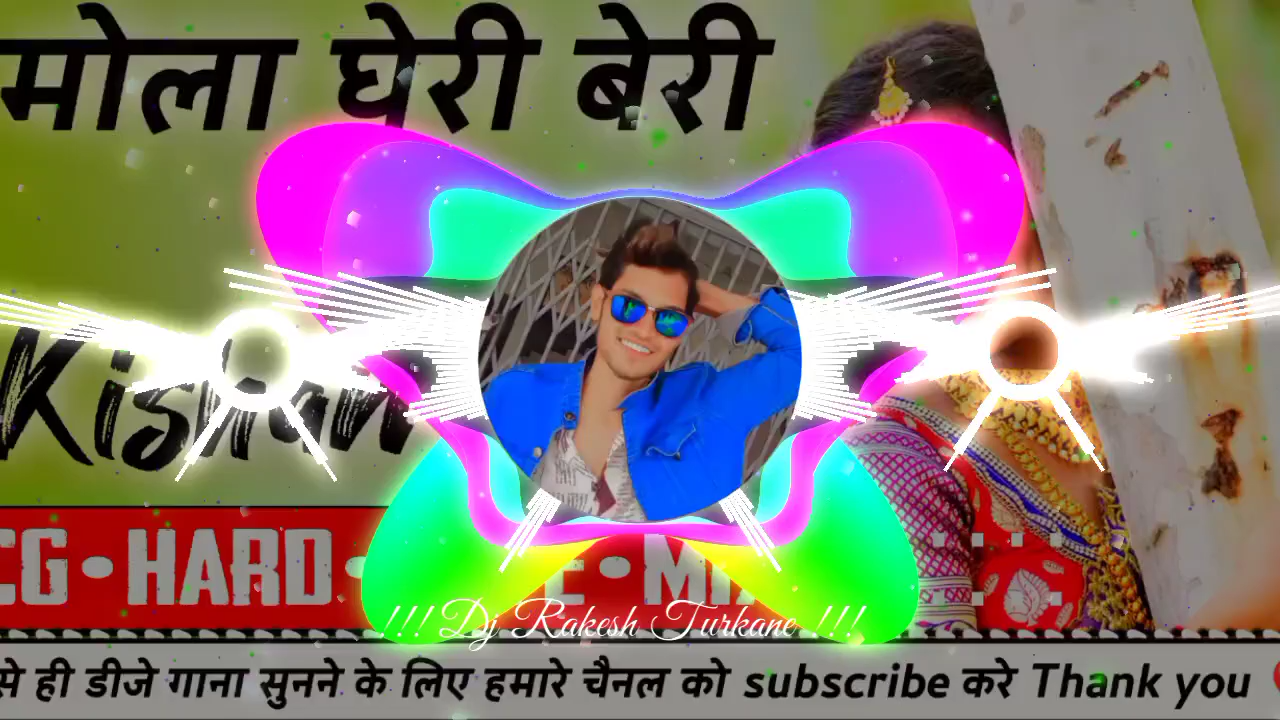 मोला घेरी बेरी
Kishan
CG•HARD•
!!! Dj Rakesh Turkane !!!
से ही डीजे गाना सुनने के लिए हमारे चैनल को subscribe करे Thank you